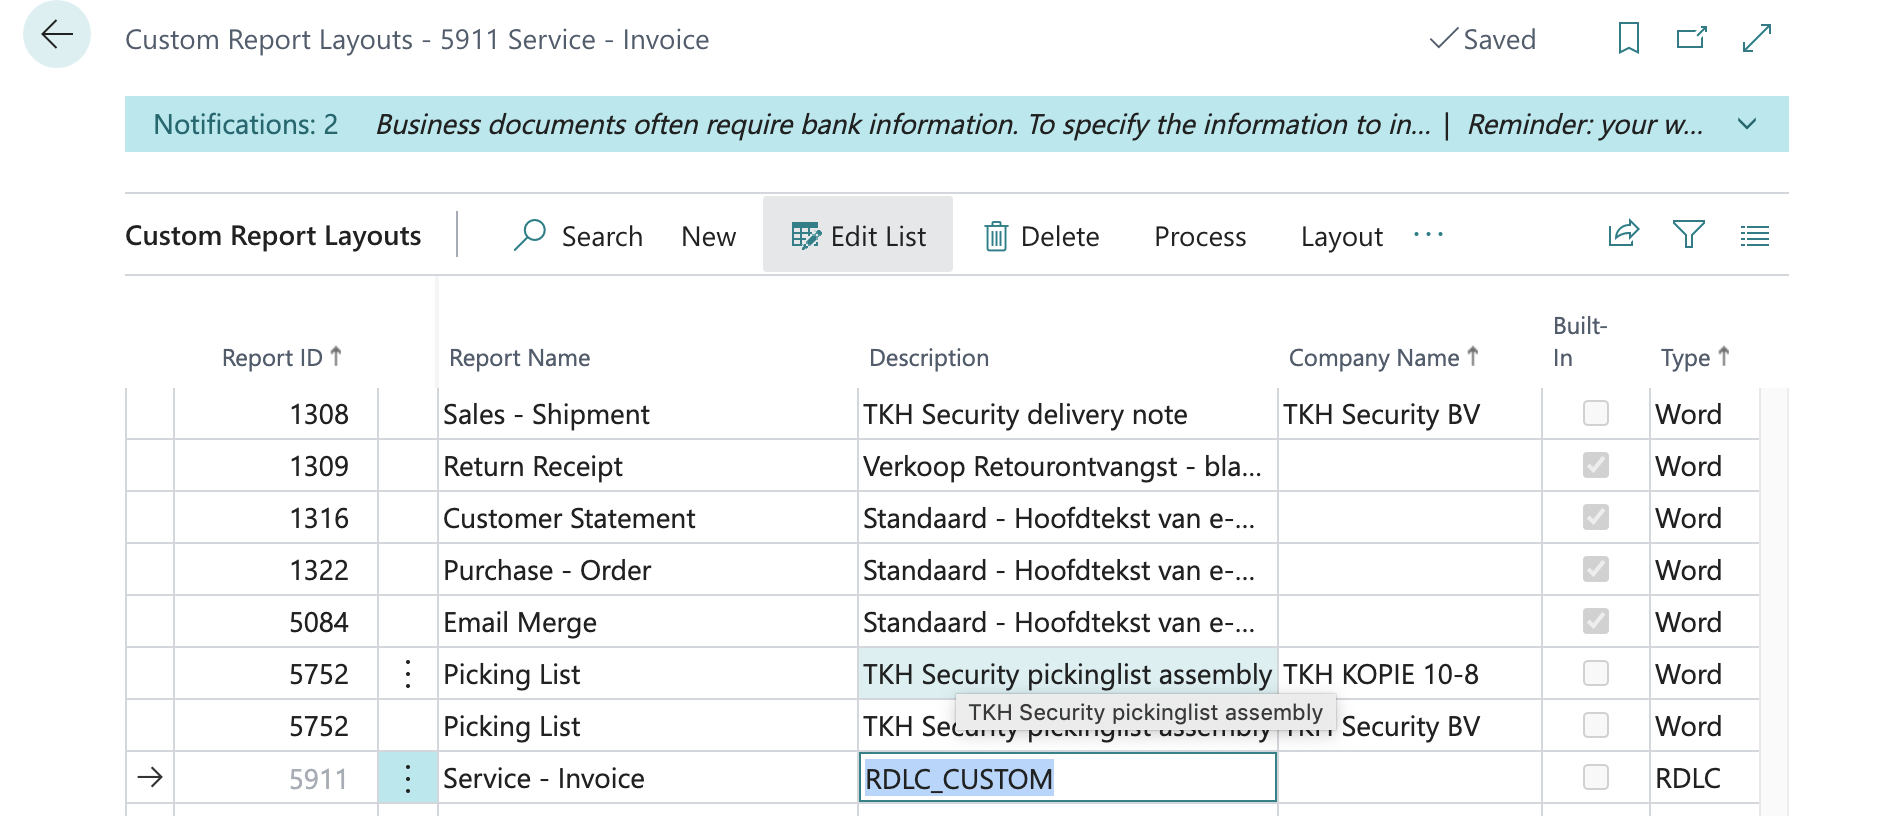 Custom Report Layouts - 5911 Service - Invoice
Saved
Notifications: 2 Business documents often require bank information. To specify the information to in... | Reminder: your w...
Custom Report Layouts Search New Edit List Delete Process Layout ...
Report ID ↑ Report Name Description Company Name ↑ Built-In Type ↑
1308 Sales - Shipment TKH Security delivery note TKH Security BV Word
1309 Return Receipt Verkoop Retourontvangst - bla... Word
1316 Customer Statement Standaard - Hoofdtekst van e-... Word
1322 Purchase - Order Standaard - Hoofdtekst van e-... Word
5084 Email Merge Standaard - Hoofdtekst van e-... Word
5752 Picking List TKH Security pickinglist assembly TKH KOPIE 10-8 Word
TKH Security pickinglist assembly
5752 Picking List TKH Security pickinglist assembly TKH Security BV Word
5911 Service - Invoice RDLC_CUSTOM RDLC